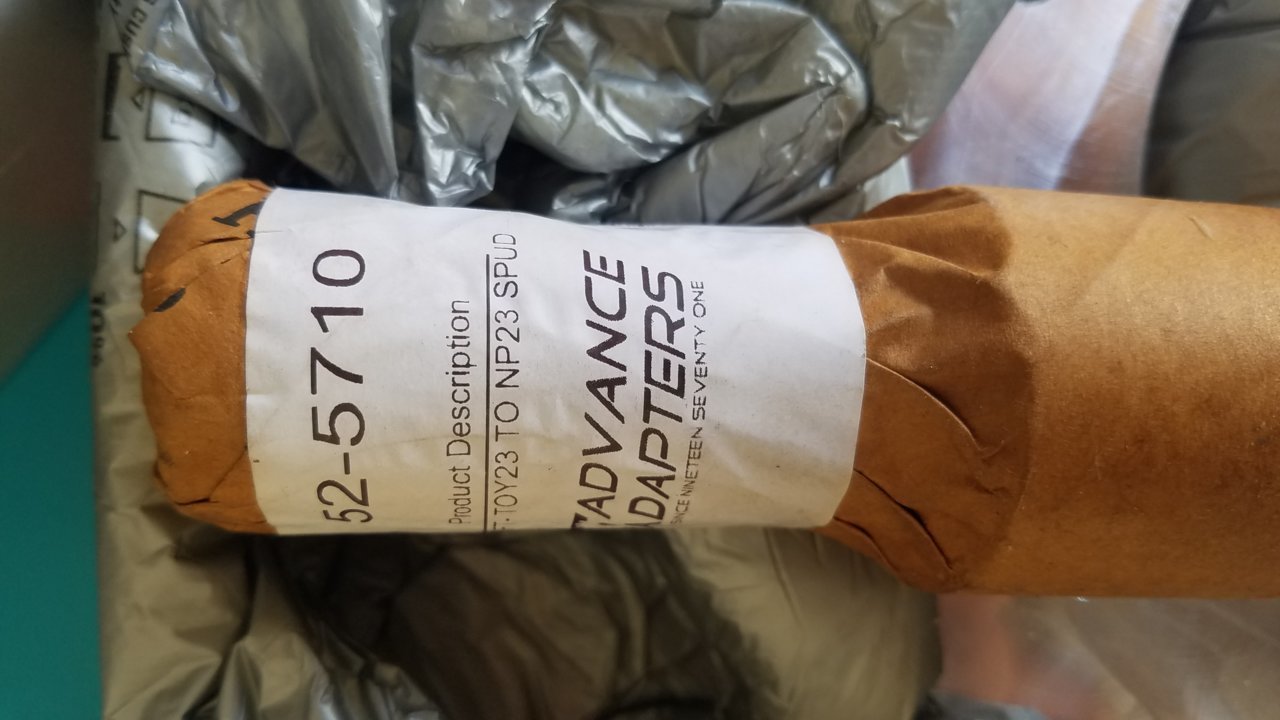 52-5710
Product Description
F: TOY23 TO NP23 SPUD
ADVANCE
ADAPTERS
SINCE NINETEEN SEVENTY ONE